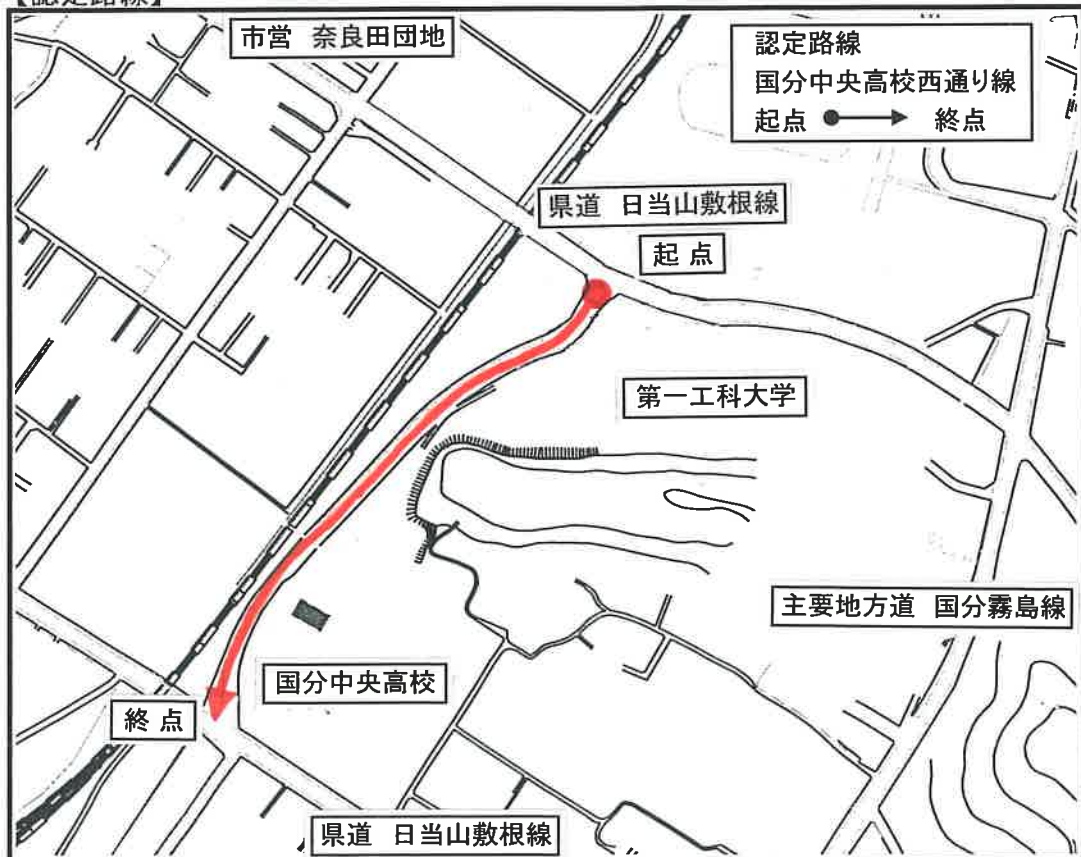 【認定路線】
市営 奈良田団地
認定路線
国分中央高校西通り線
起点 終点
県道 日当山敷根線
起 点
第一工科大学
主要地方道 国分霧島線
国分中央高校
終 点
県道 日当山敷根線